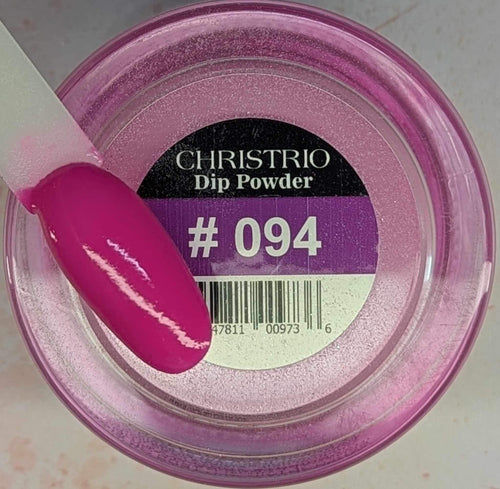 CHRISTRIO
Dip Powder
# 094
47811 00973 6